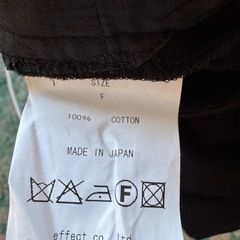 SIZE
F
100% COTTON
MADE IN JAPAN
F
effect co.,ltd